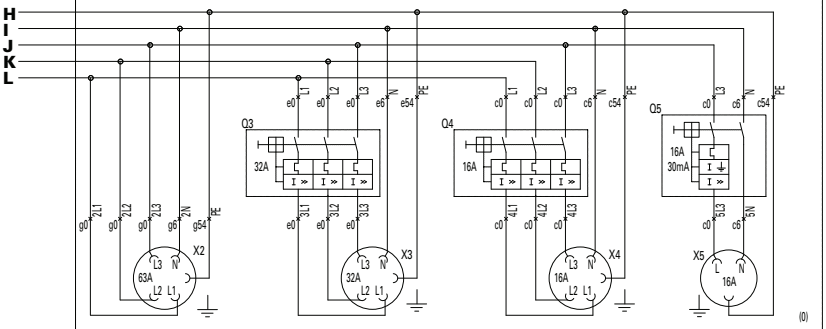 H
I
J
K
L
L1 L2 L3 N PE
e0 e0 e0 e6 e54
L1 L2 L3 N PE
c0 c0 c0 c6 c54
L3 N PE
c0 c6 c54
Q3
32A
I >> I >> I >>
Q4
16A
I >> I >> I >>
Q5
16A
30mA
I
I >>
2L1 2L2 2L3 2N PE
g0 g0 g0 g6 g54
3L1 3L2 3L3
e0 e0 e0
4L1 4L2 4L3
c0 c0 c0
5L3 5N
c0 c6
X2
L3 N
63A
L2 L1
X3
L3 N
32A
L2 L1
X4
L3 N
16A
L2 L1
X5
L N
16A
(0)